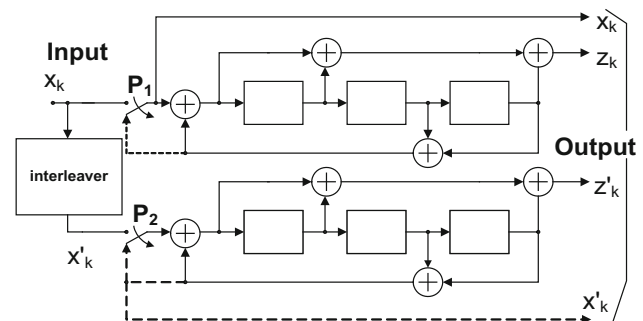 Input
x_k
P_1
x_k
z_k
interleaver
Output
P_2
x'_k
z'_k
x'_k